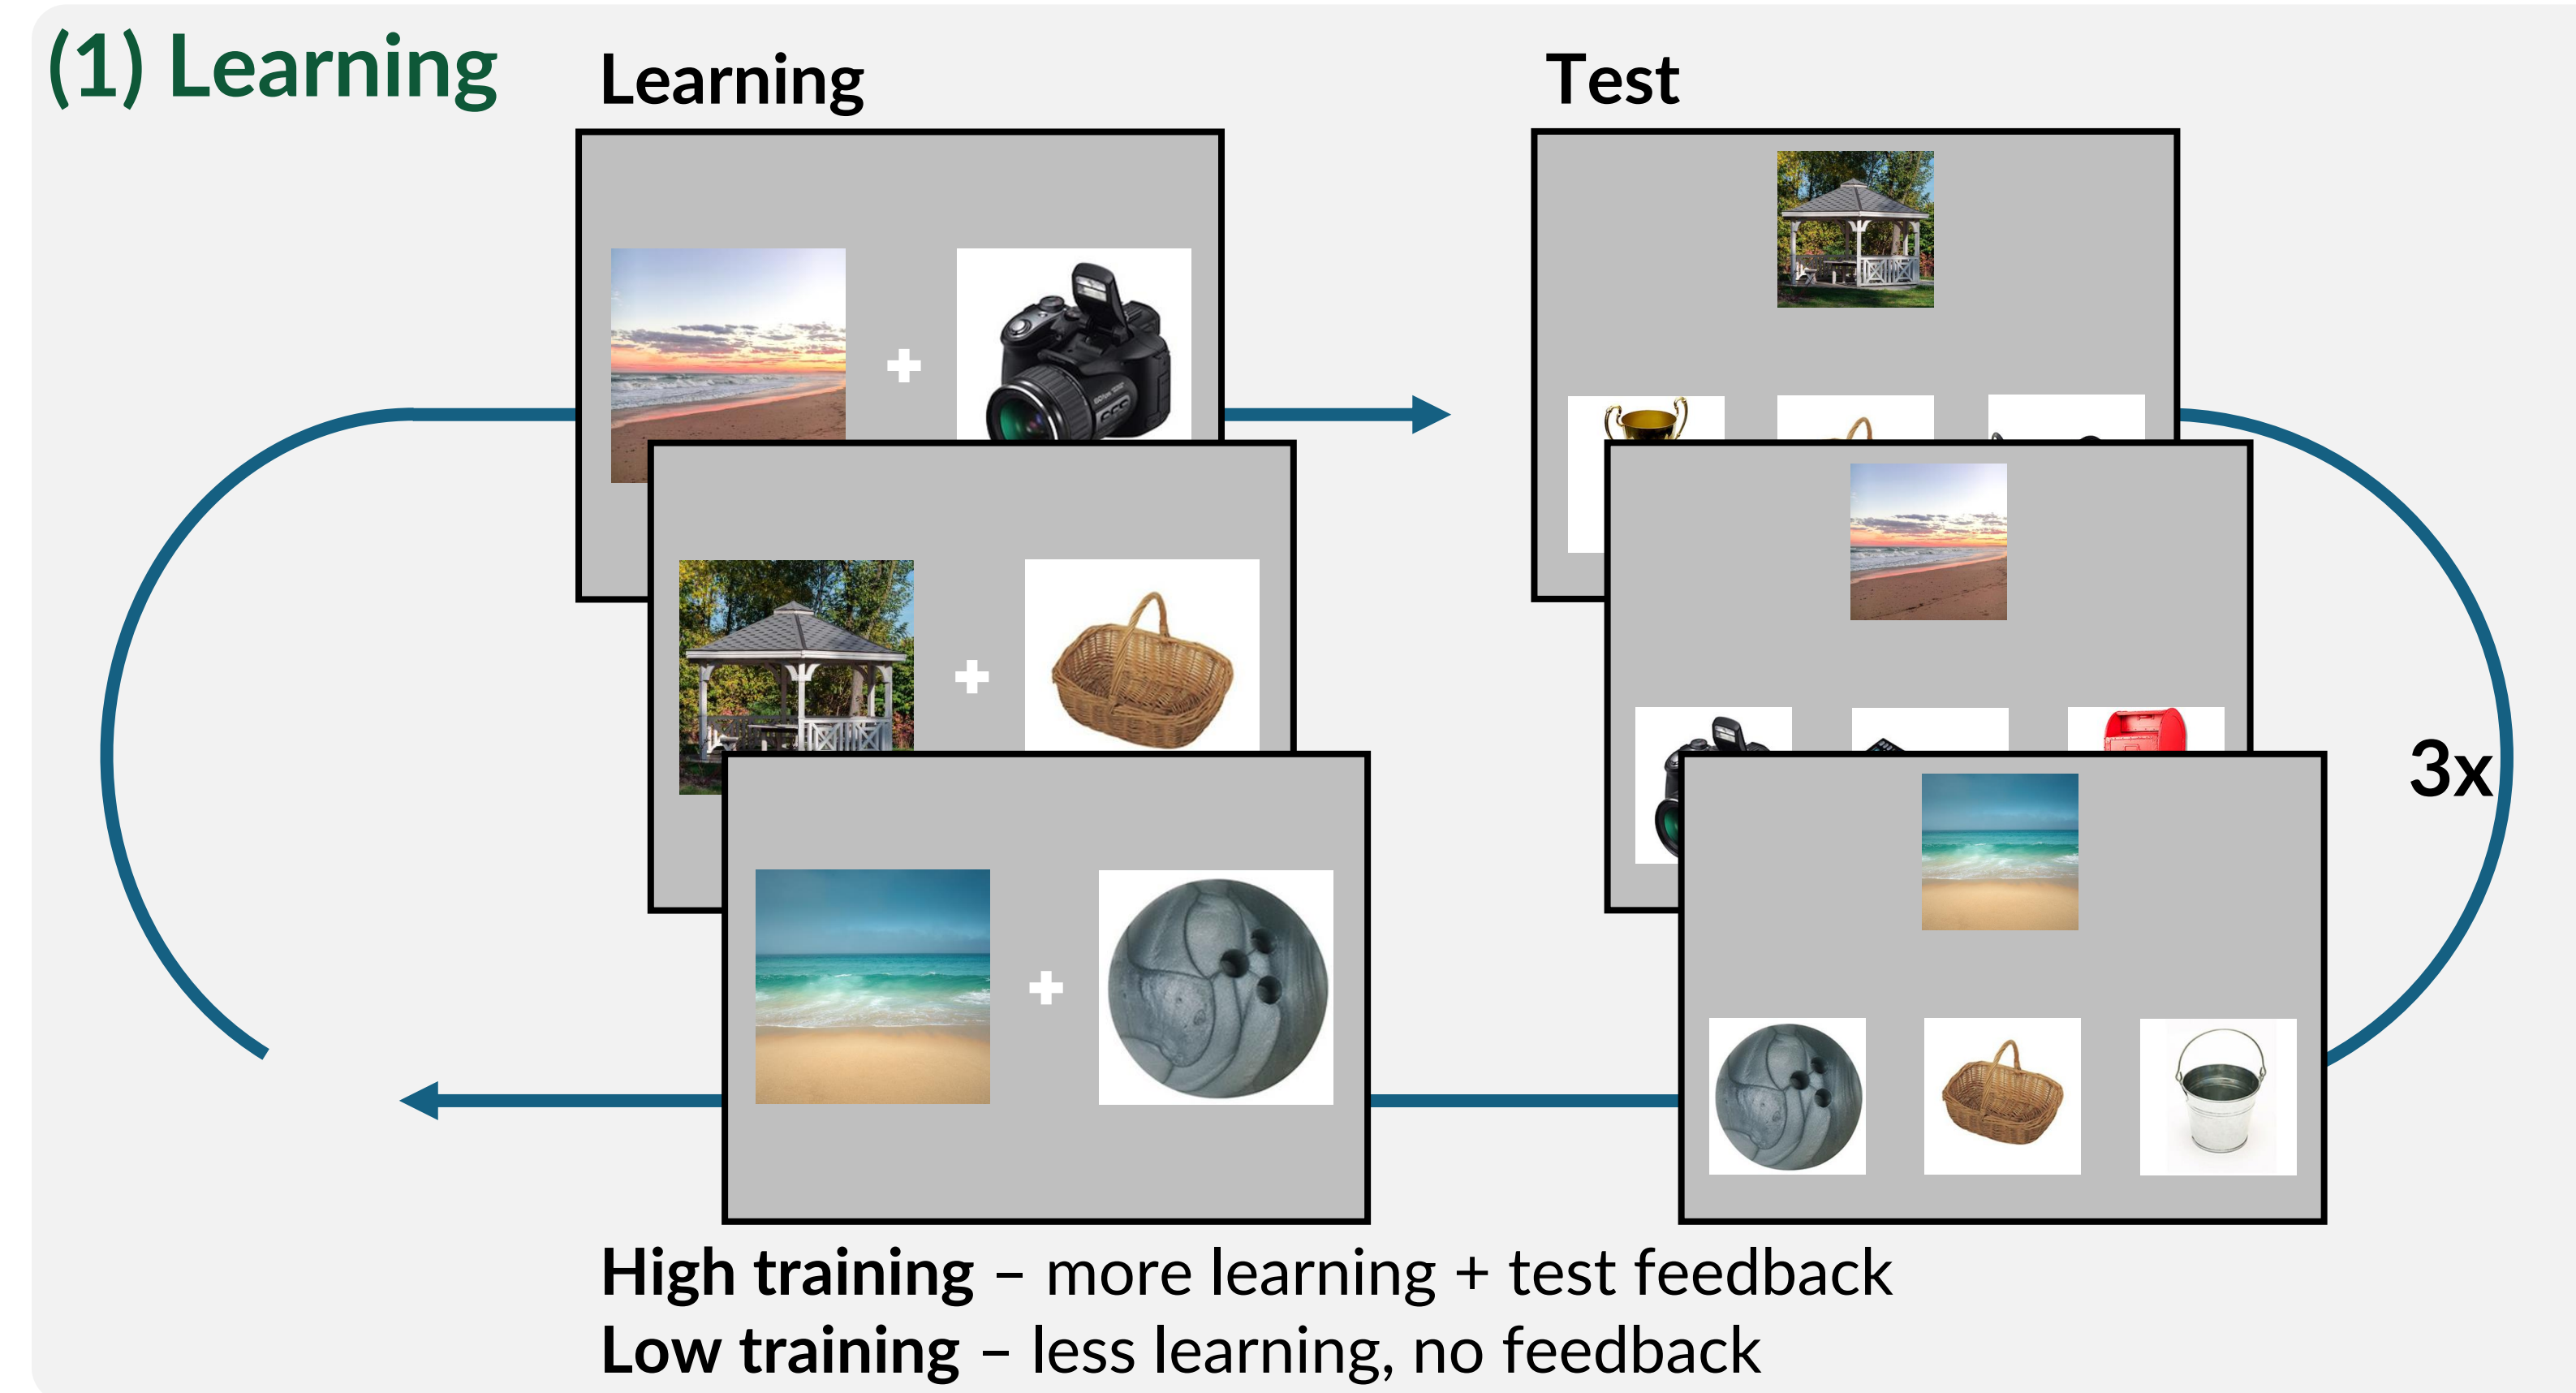 (1) Learning
Learning
Test
3x
High training – more learning + test feedback
Low training – less learning, no feedback